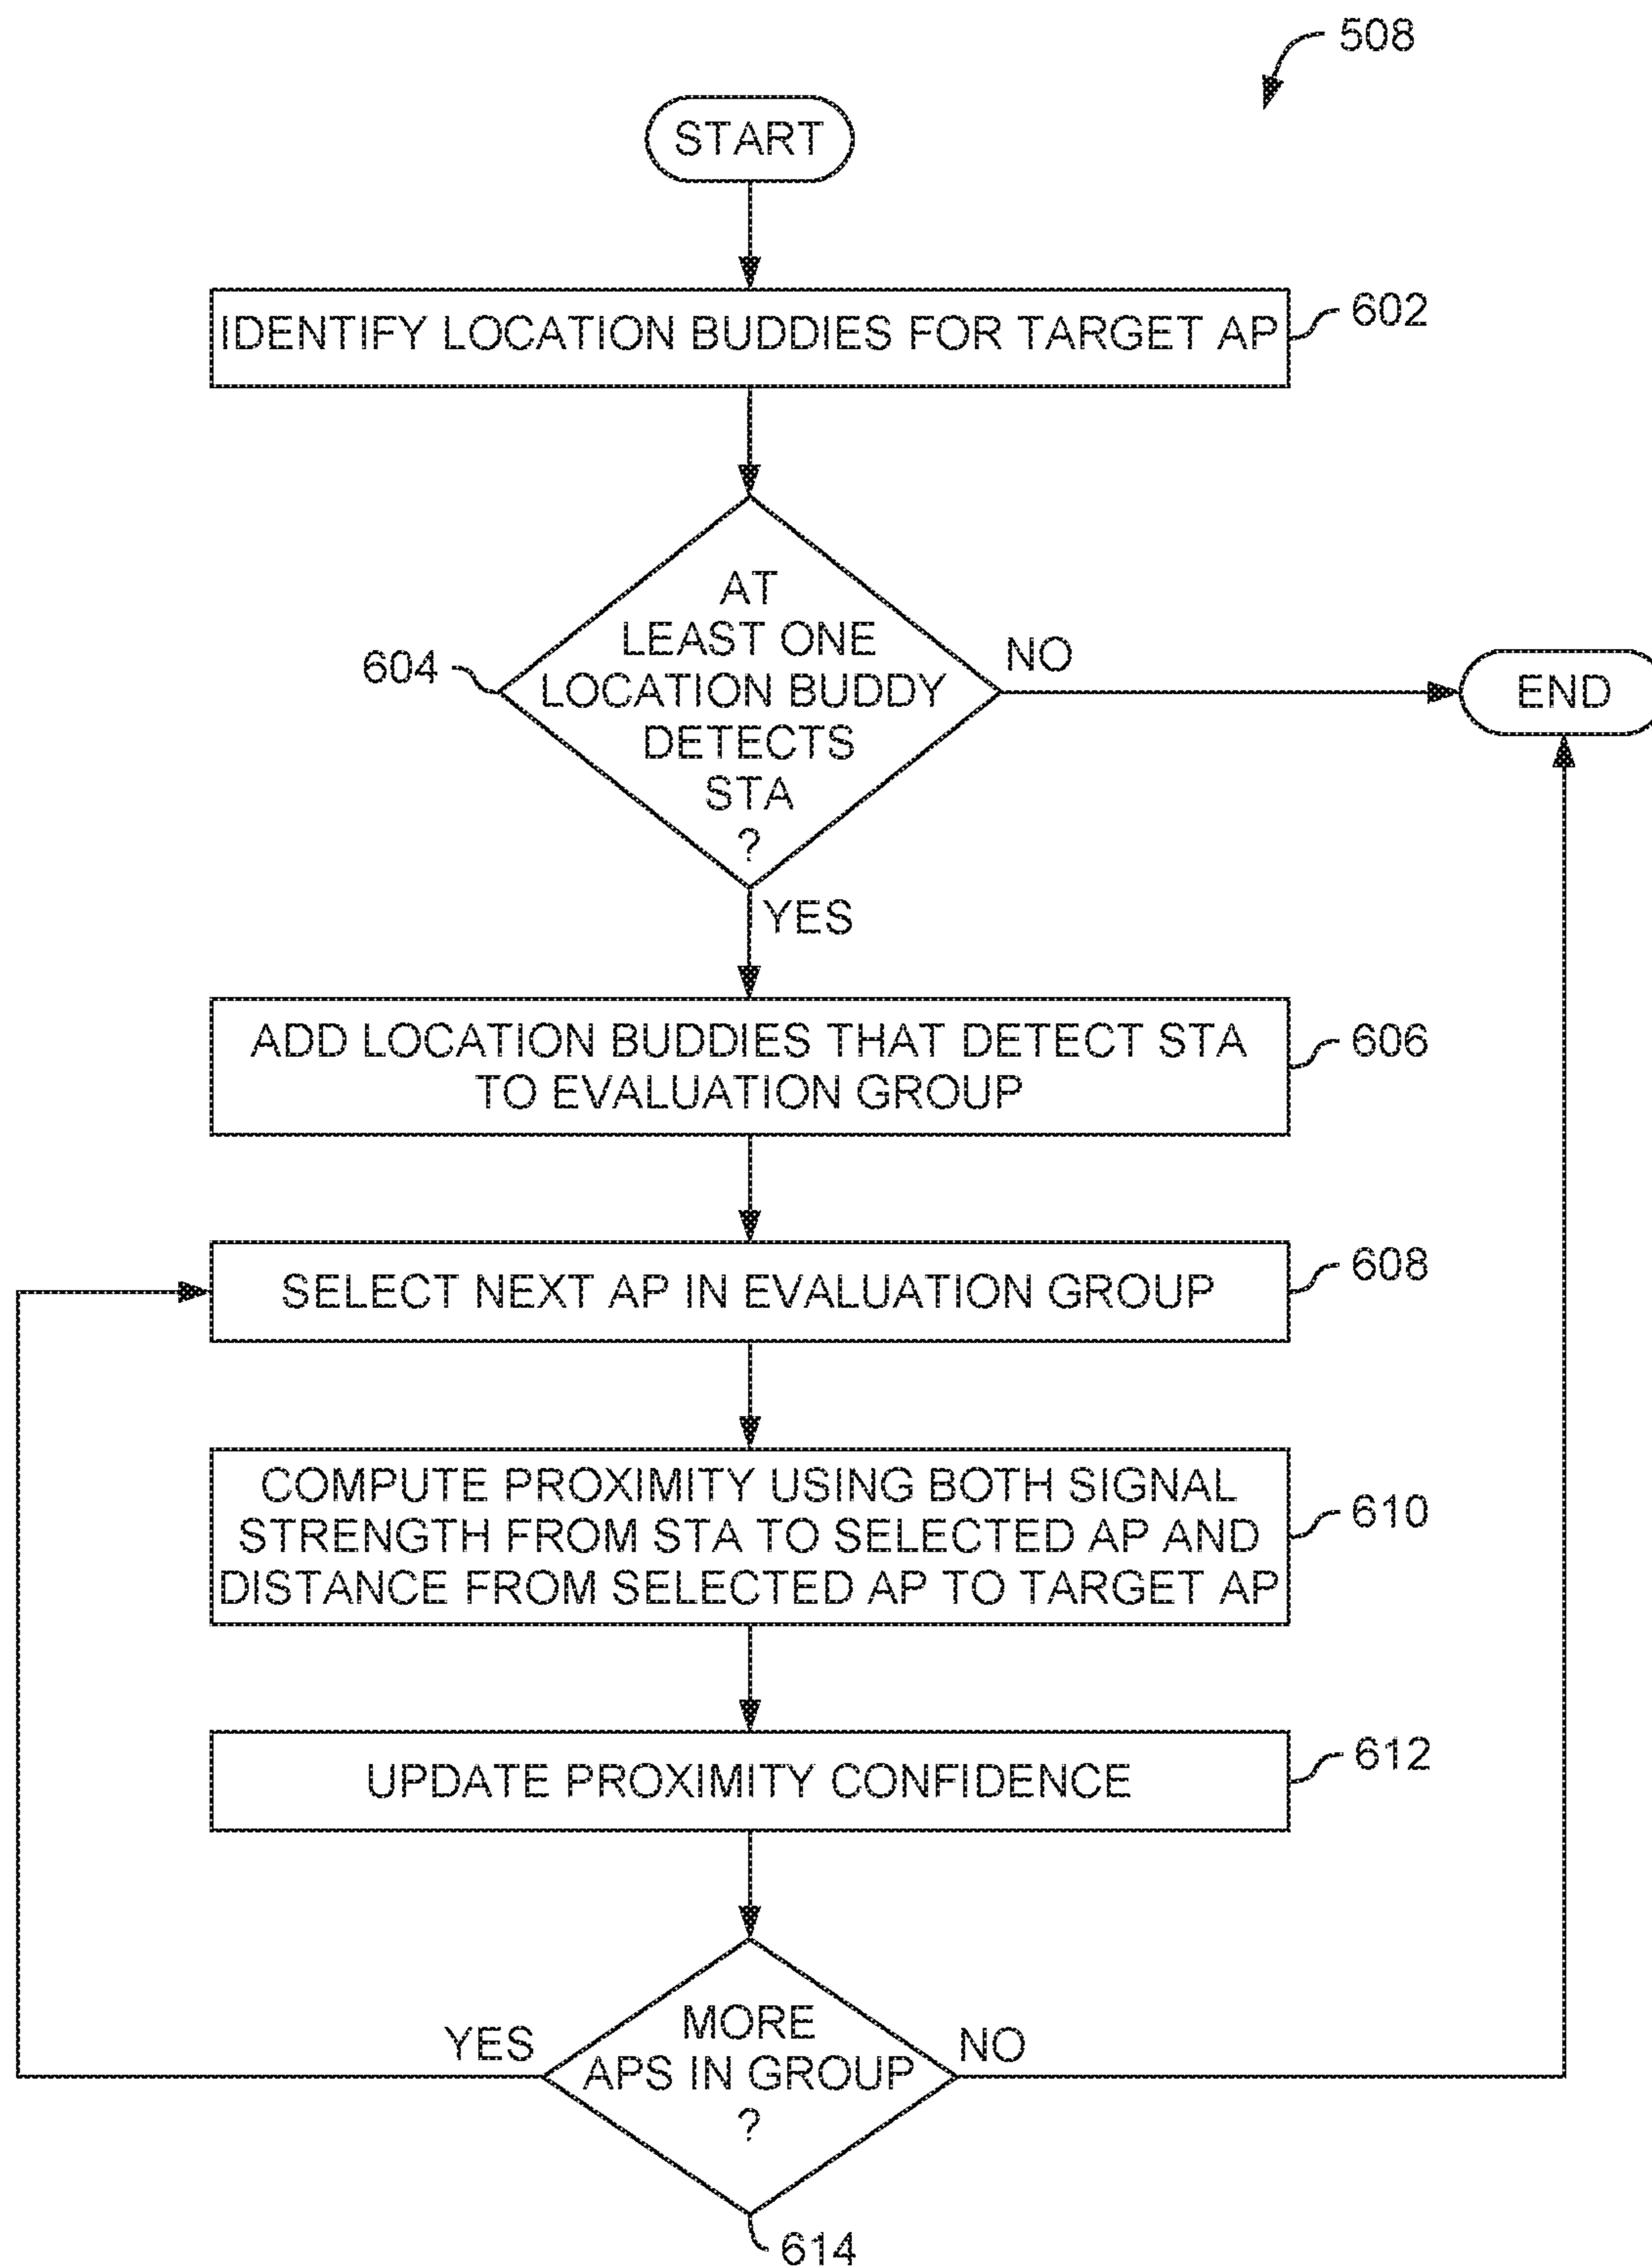 508
START
IDENTIFY LOCATION BUDDIES FOR TARGET AP
602
AT
LEAST ONE
LOCATION BUDDY
DETECTS
STA
?
604
NO
END
YES
ADD LOCATION BUDDIES THAT DETECT STA
TO EVALUATION GROUP
606
SELECT NEXT AP IN EVALUATION GROUP
608
COMPUTE PROXIMITY USING BOTH SIGNAL
STRENGTH FROM STA TO SELECTED AP AND
DISTANCE FROM SELECTED AP TO TARGET AP
610
UPDATE PROXIMITY CONFIDENCE
612
YES
MORE
APS IN GROUP
?
NO
614